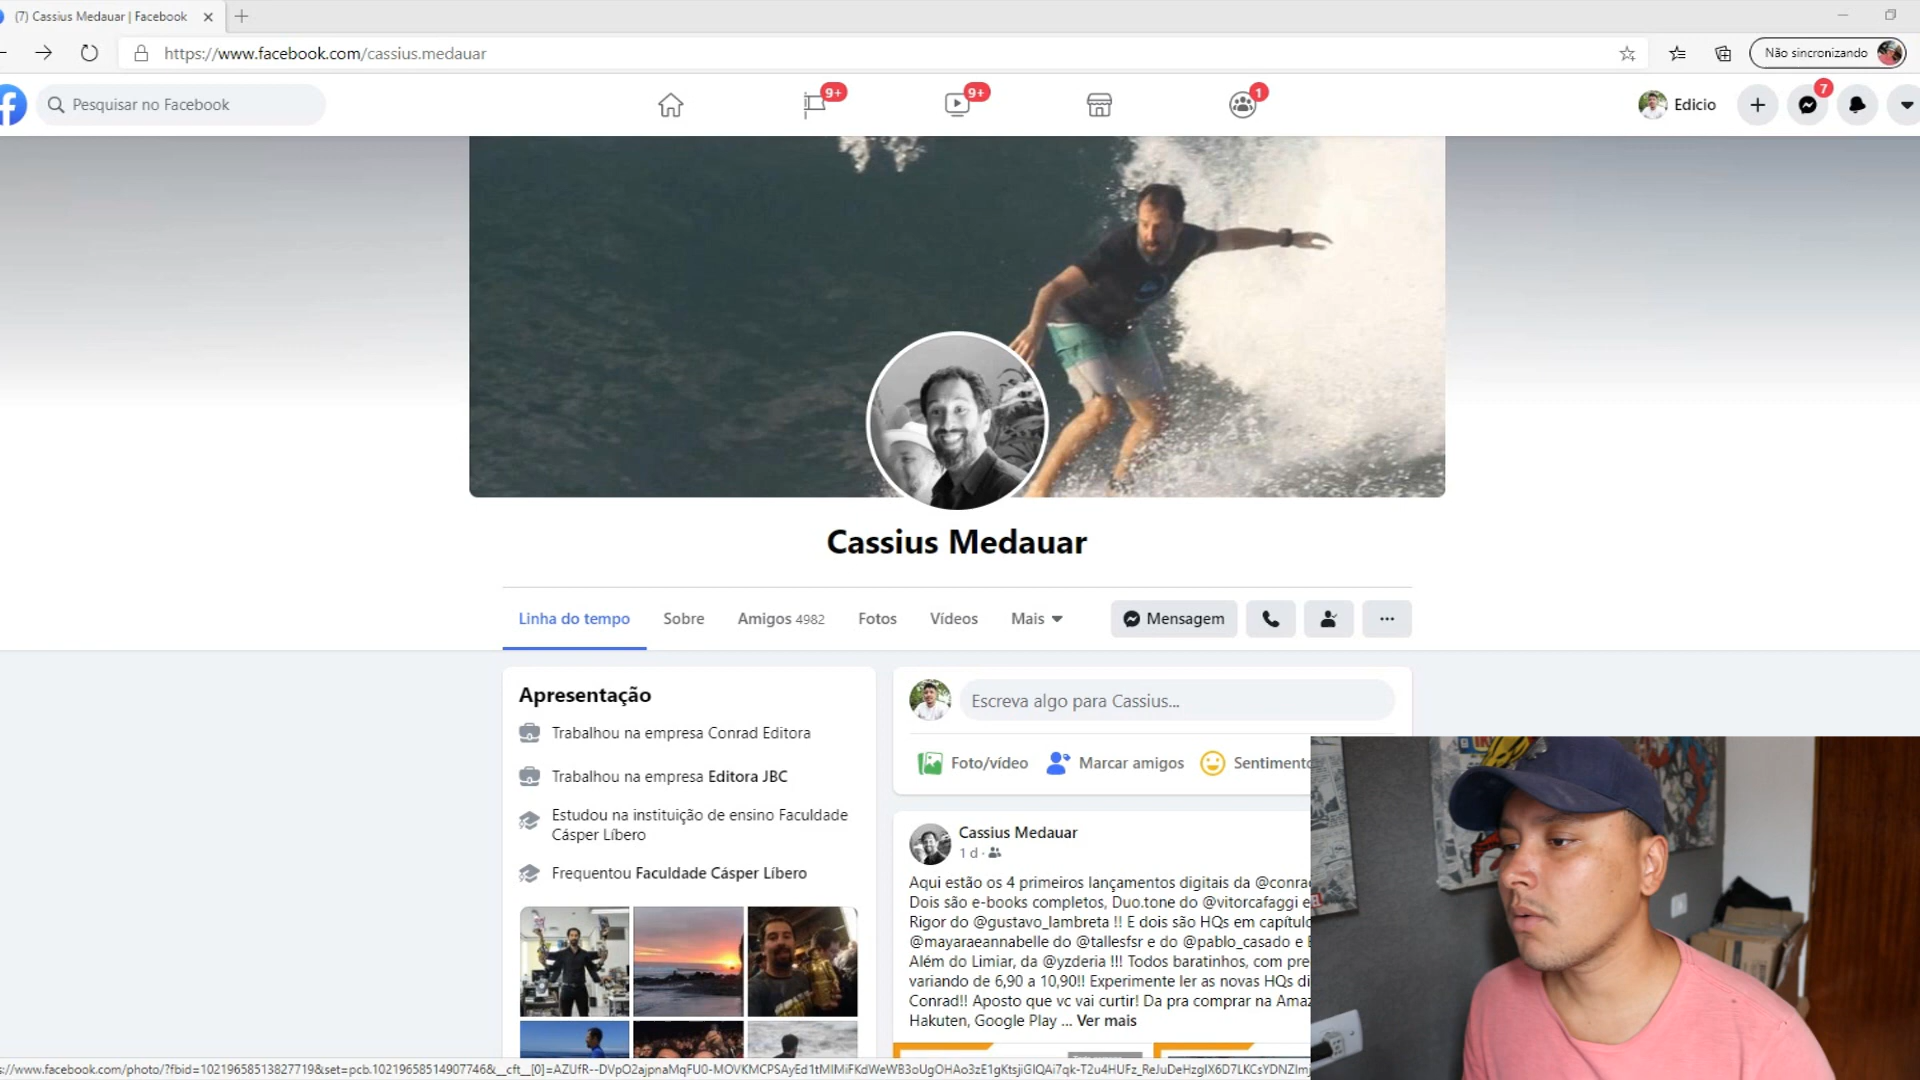 (7) Cassius Medauar | Facebook
https://www.facebook.com/cassius.medauar
Não sincronizando
Pesquisar no Facebook
9+
9+
1
Edicio
7
Cassius Medauar
Linha do tempo
Sobre
Amigos 4982
Fotos
Vídeos
Mais
Mensagem
Apresentação
Trabalhou na empresa Conrad Editora
Trabalhou na empresa Editora JBC
Estudou na instituição de ensino Faculdade
Cásper Líbero
Frequentou Faculdade Cásper Líbero
Escreva algo para Cassius...
Foto/vídeo
Marcar amigos
Sentimento
Cassius Medauar
1 d
Aqui estão os 4 primeiros lançamentos digitais da @conra
Dois são e-books completos, Duo.tone do @vitorcafaggi e
Rigor do @gustavo_lambreta !! E dois são HQs em capítulo
@mayaraeannabelle do @tallesfsr e do @pablo_casado e
Além do Limiar, da @yzderia !!! Todos baratinhos, com pre
variando de 6,90 a 10,90!! Experimente ler as novas HQs di
Conrad!! Aposto que vc vai curtir! Da pra comprar na Amaz
Hakuten, Google Play ... Ver mais